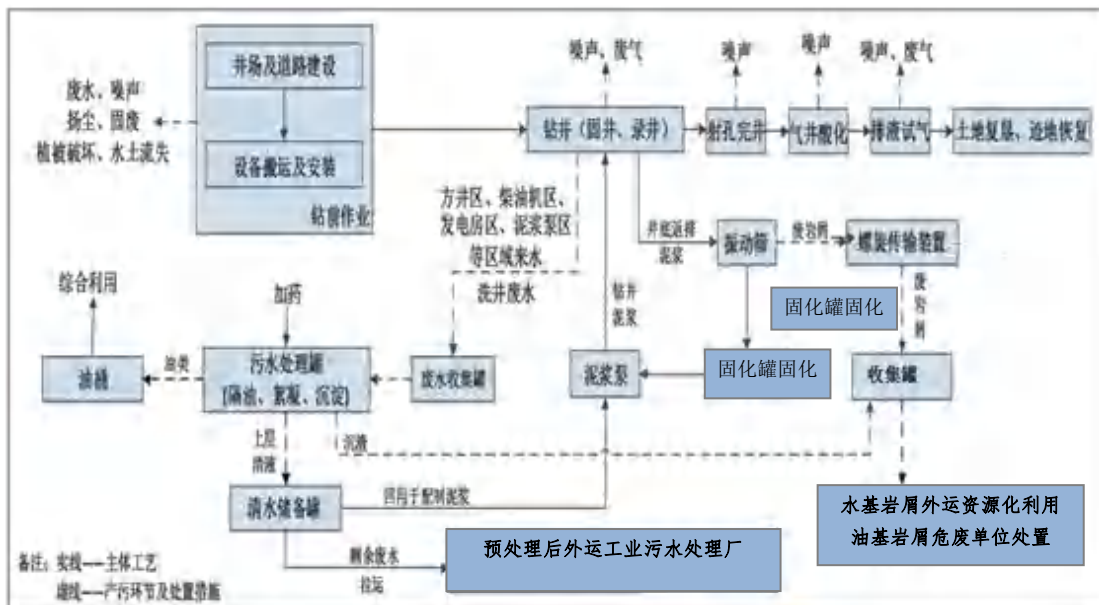 噪声、废气
噪声
噪声
噪声、废气
井场及道路建设
废水、噪声
扬尘、固废
植被破坏、水土流失
设备搬运及安装
钻前作业
钻井（固井、录井）
射孔完井
气井酸化
排液试气
土地复垦、迹地恢复
方井区、柴油机区、
发电房区、泥浆泵区
等区域来水
洗井废水
井底返排
泥浆
振动筛
废岩屑
螺旋传输装置
综合利用
加药
钻井
泥浆
固化罐固化
废岩屑
油桶
油类
污水处理罐
(隔油、絮凝、沉淀)
废水收集罐
泥浆泵
固化罐固化
收集罐
上层
清液
沉渣
清水储备罐
回用于配制泥浆
水基岩屑外运资源化利用
油基岩屑危废单位处置
剩余废水
拉运
预处理后外运工业污水处理厂
备注：实线——主体工艺
虚线——产污环节及处置措施